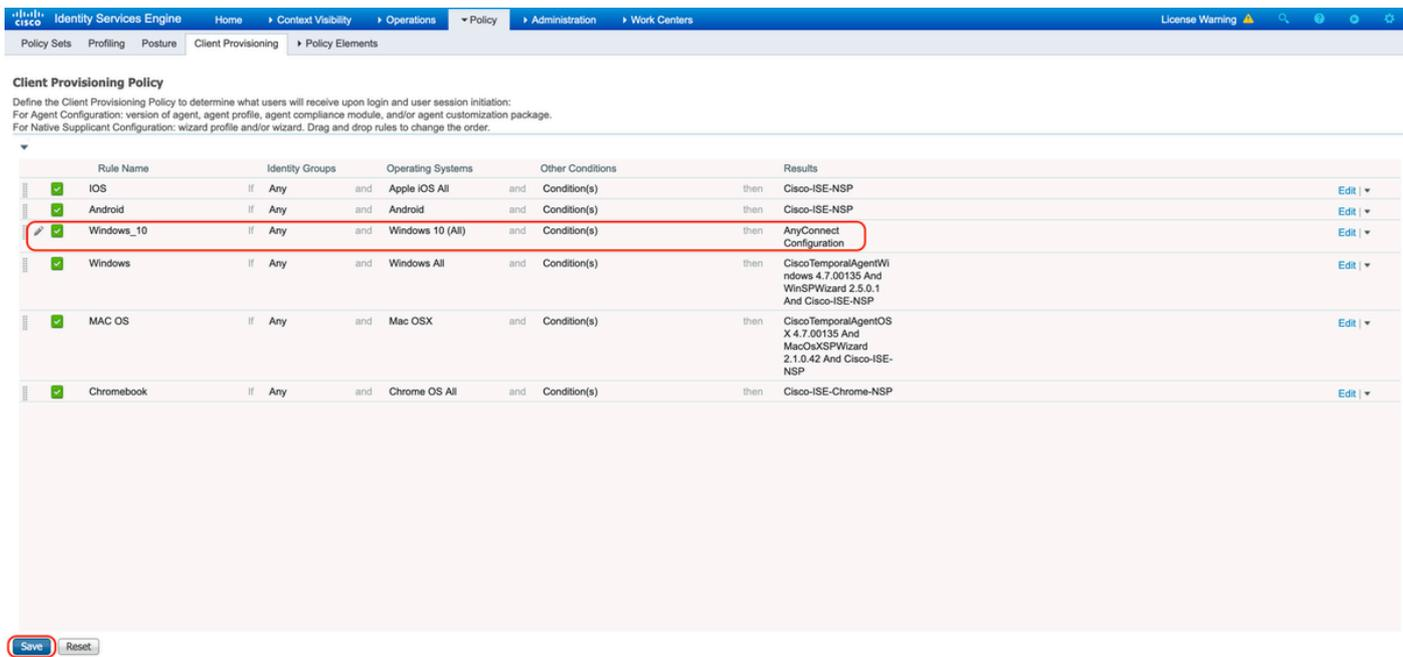 cisco Identity Services Engine Home Context Visibility Operations Policy Administration Work Centers License Warning
Policy Sets Profiling Posture Client Provisioning Policy Elements
Client Provisioning Policy
Define the Client Provisioning Policy to determine what users will receive upon login and user session initiation:
For Agent Configuration: version of agent, agent profile, agent compliance module, and/or agent customization package.
For Native Supplicant Configuration: wizard profile and/or wizard. Drag and drop rules to change the order.
Rule Name Identity Groups Operating Systems Other Conditions Results
IOS If Any and Apple iOS All and Condition(s) then Cisco-ISE-NSP Edit |
Android If Any and Android and Condition(s) then Cisco-ISE-NSP Edit |
Windows_10 If Any and Windows 10 (All) and Condition(s) then AnyConnect Edit |
Configuration
Windows If Any and Windows All and Condition(s) then CiscoTemporalAgentWi Edit |
ndows 4.7.00135 And
WinSPWizard 2.5.0.1
And Cisco-ISE-NSP
MAC OS If Any and Mac OSX and Condition(s) then CiscoTemporalAgentOS Edit |
X 4.7.00135 And
MacOsXSPWizard
2.1.0.42 And Cisco-ISE-
NSP
Chromebook If Any and Chrome OS All and Condition(s) then Cisco-ISE-Chrome-NSP Edit |
Save Reset